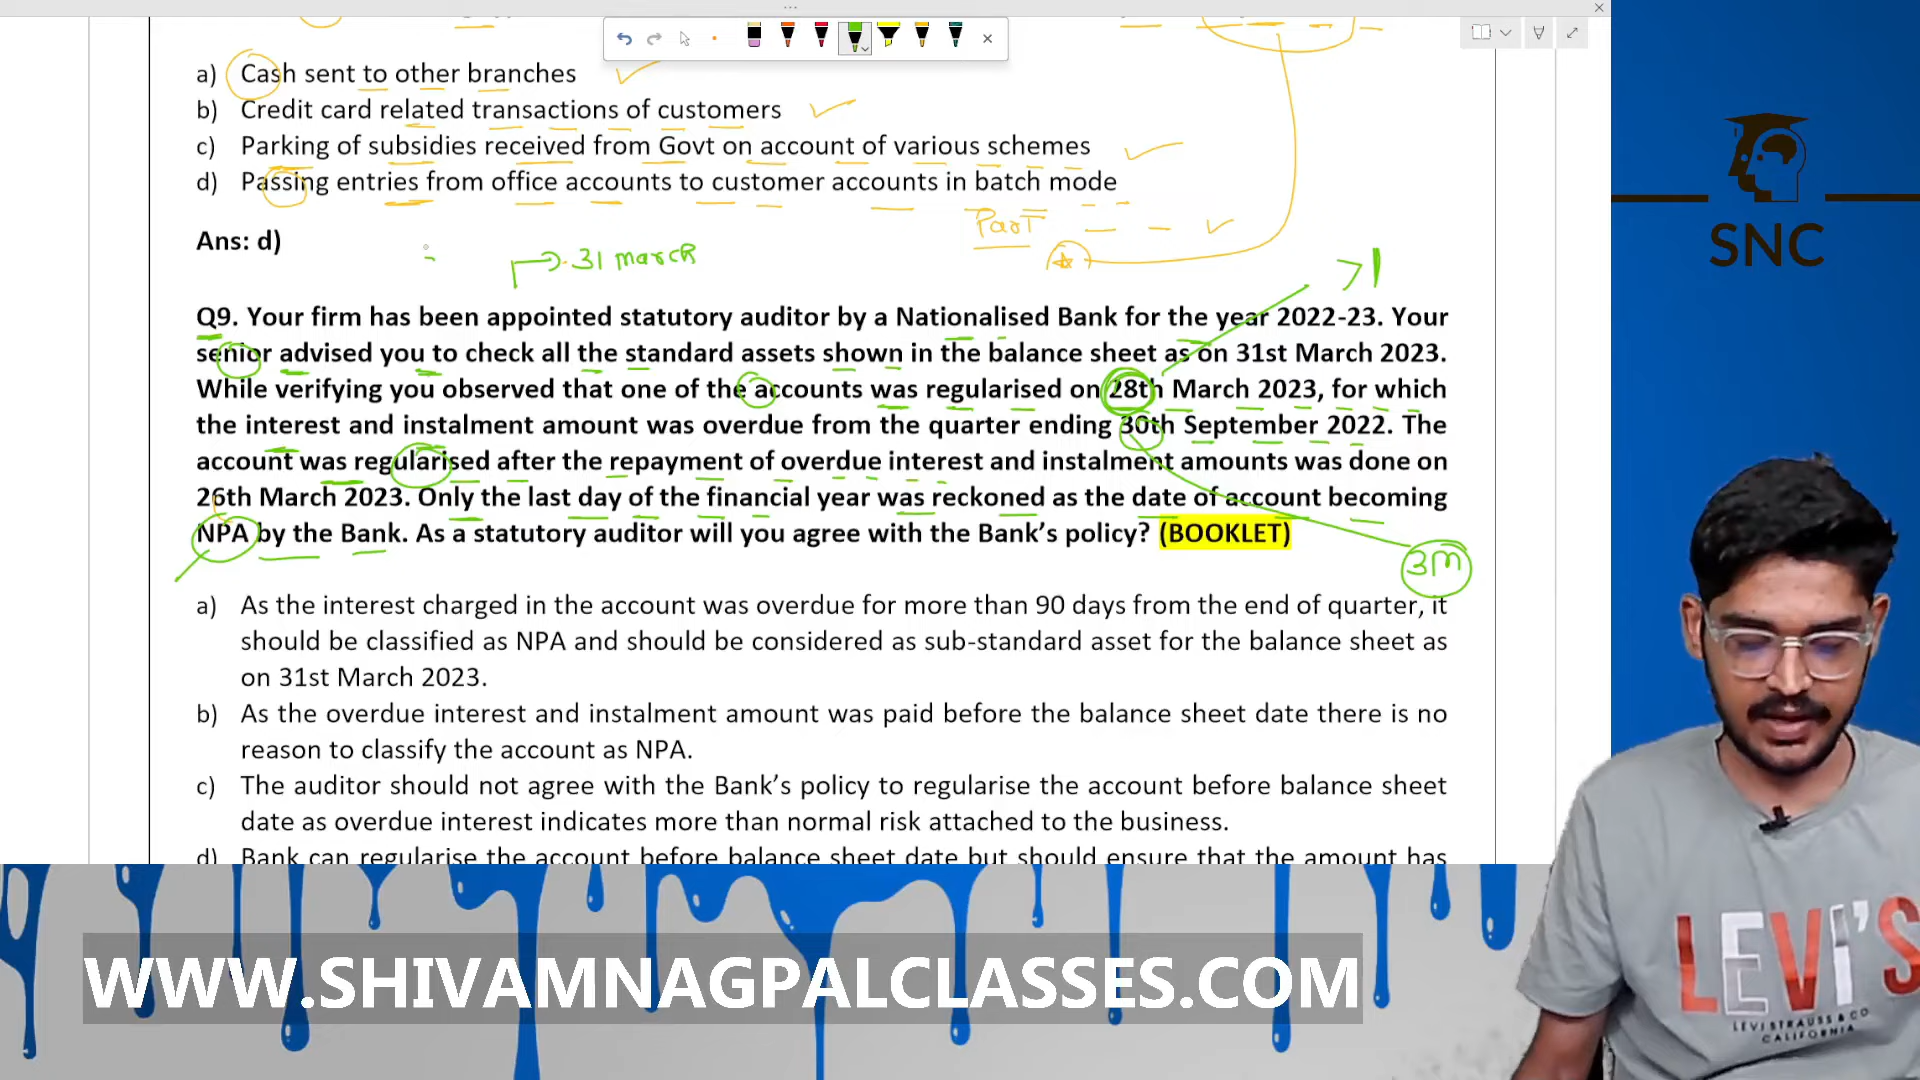 a) Cash sent to other branches
b) Credit card related transactions of customers
c) Parking of subsidies received from Govt on account of various schemes
d) Passing entries from office accounts to customer accounts in batch mode
Part
Ans: d)
31 march
>1
SNC
Q9. Your firm has been appointed statutory auditor by a Nationalised Bank for the year 2022-23. Your
senior advised you to check all the standard assets shown in the balance sheet as on 31st March 2023.
While verifying you observed that one of the accounts was regularised on 28th March 2023, for which
the interest and instalment amount was overdue from the quarter ending 30th September 2022. The
account was regularised after the repayment of overdue interest and instalment amounts was done on
26th March 2023. Only the last day of the financial year was reckoned as the date of account becoming
NPA by the Bank. As a statutory auditor will you agree with the Bank’s policy? (BOOKLET)
3m
a) As the interest charged in the account was overdue for more than 90 days from the end of quarter, it
should be classified as NPA and should be considered as sub-standard asset for the balance sheet as
on 31st March 2023.
b) As the overdue interest and instalment amount was paid before the balance sheet date there is no
reason to classify the account as NPA.
c) The auditor should not agree with the Bank’s policy to regularise the account before balance sheet
date as overdue interest indicates more than normal risk attached to the business.
d) Bank can regularise the account before balance sheet date but should ensure that the amount has
WWW.SHIVAMNAGPALCLASSES.COM
LEVI'S
LEVI STRAUSS & CO
CALIFORNIA